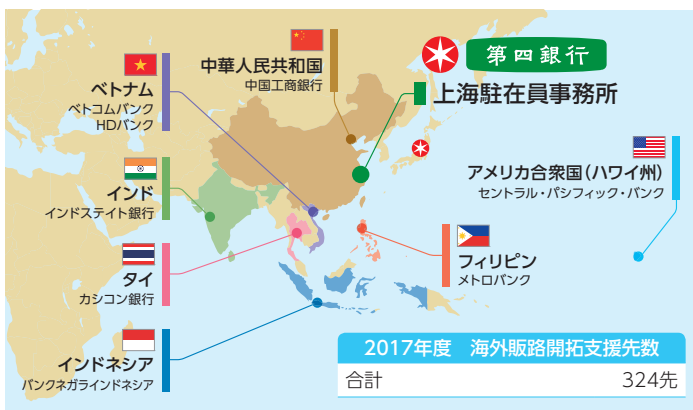 第四銀行
上海駐在員事務所
中華人民共和国
中国工商銀行
ベトナム
ベトコムバンク
HDバンク
インド
インドステイト銀行
タイ
カシコン銀行
インドネシア
バンクネガラインドネシア
アメリカ合衆国（ハワイ州）
セントラル・パシフィック・バンク
フィリピン
メトロバンク
2017年度　海外販路開拓支援先数
合計　324先